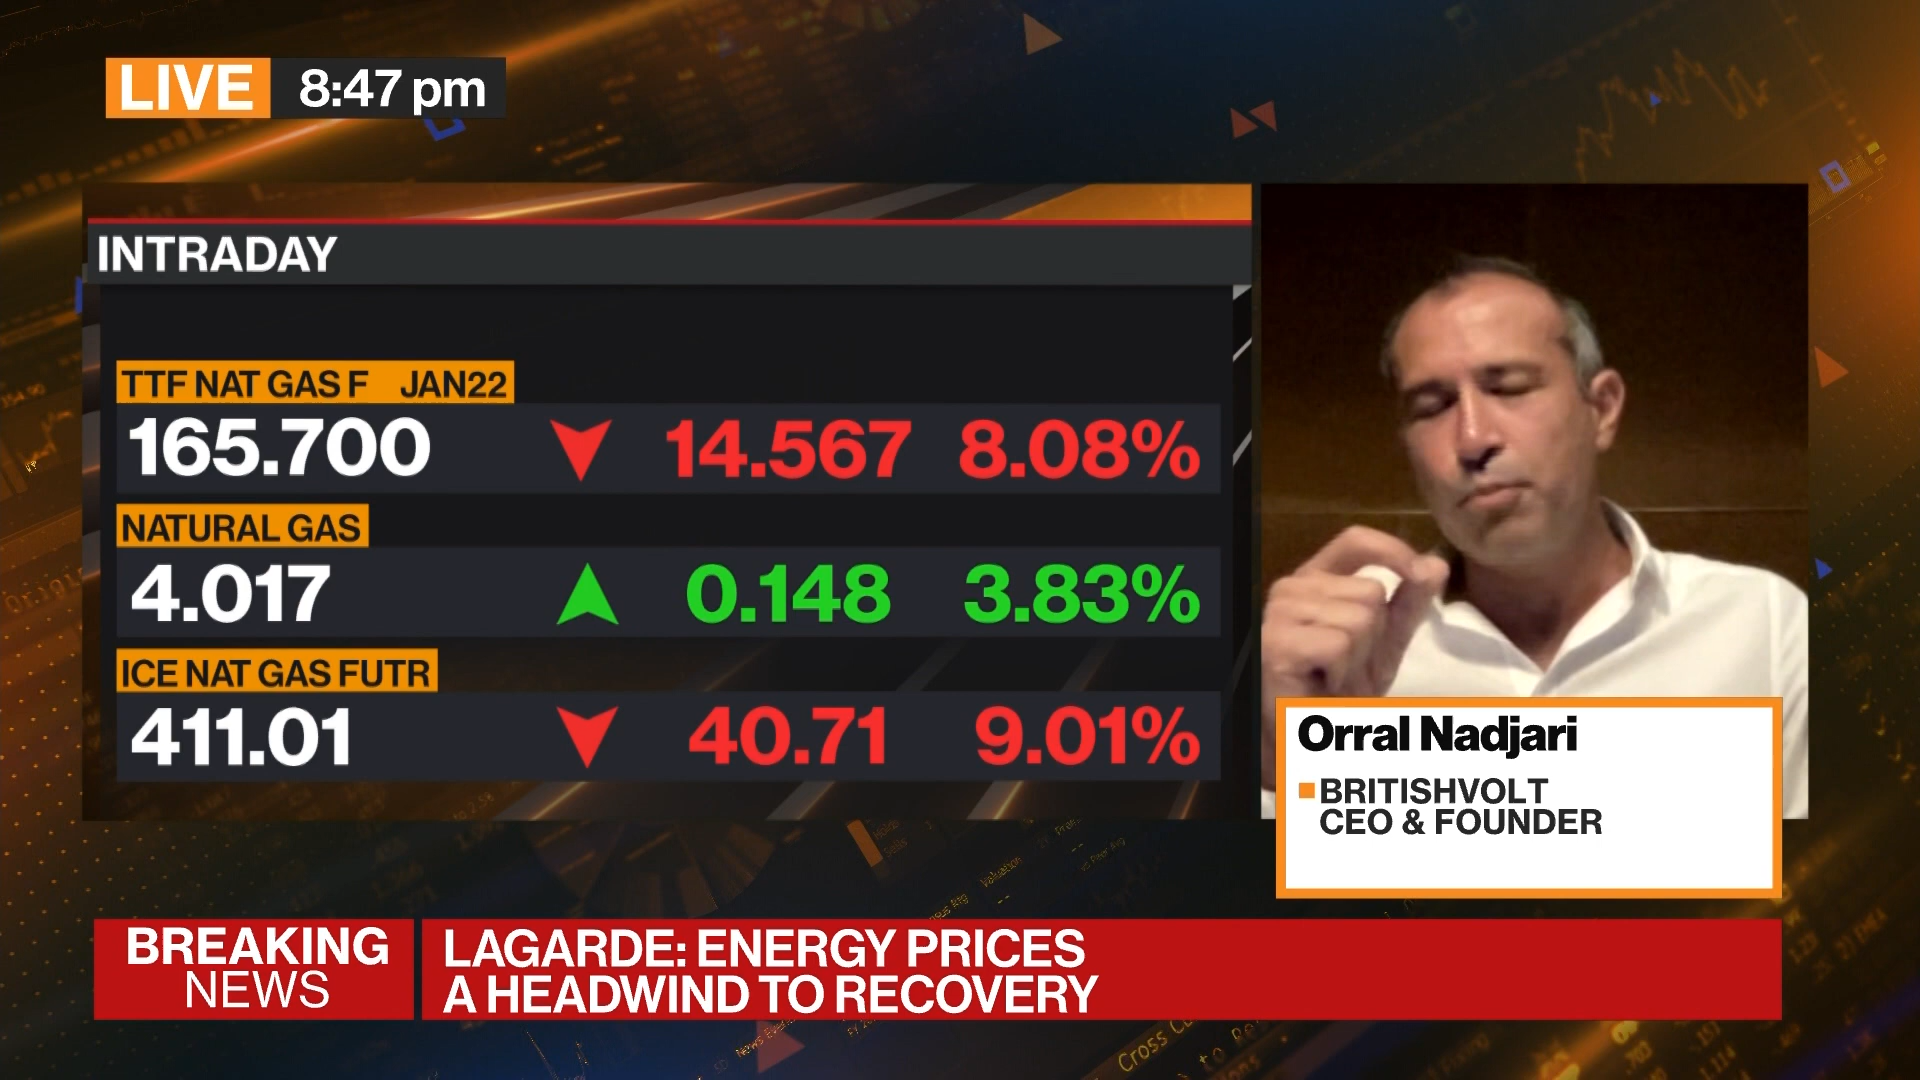 LIVE 8:47 pm
INTRADAY
TTF NAT GAS F JAN22
165.700 14.567 8.08%
NATURAL GAS
4.017 0.148 3.83%
ICE NAT GAS FUTR
411.01 40.71 9.01%
Orral Nadjari
BRITISHVOLT
CEO & FOUNDER
BREAKING
NEWS
LAGARDE: ENERGY PRICES
A HEADWIND TO RECOVERY
Valuation
Cross